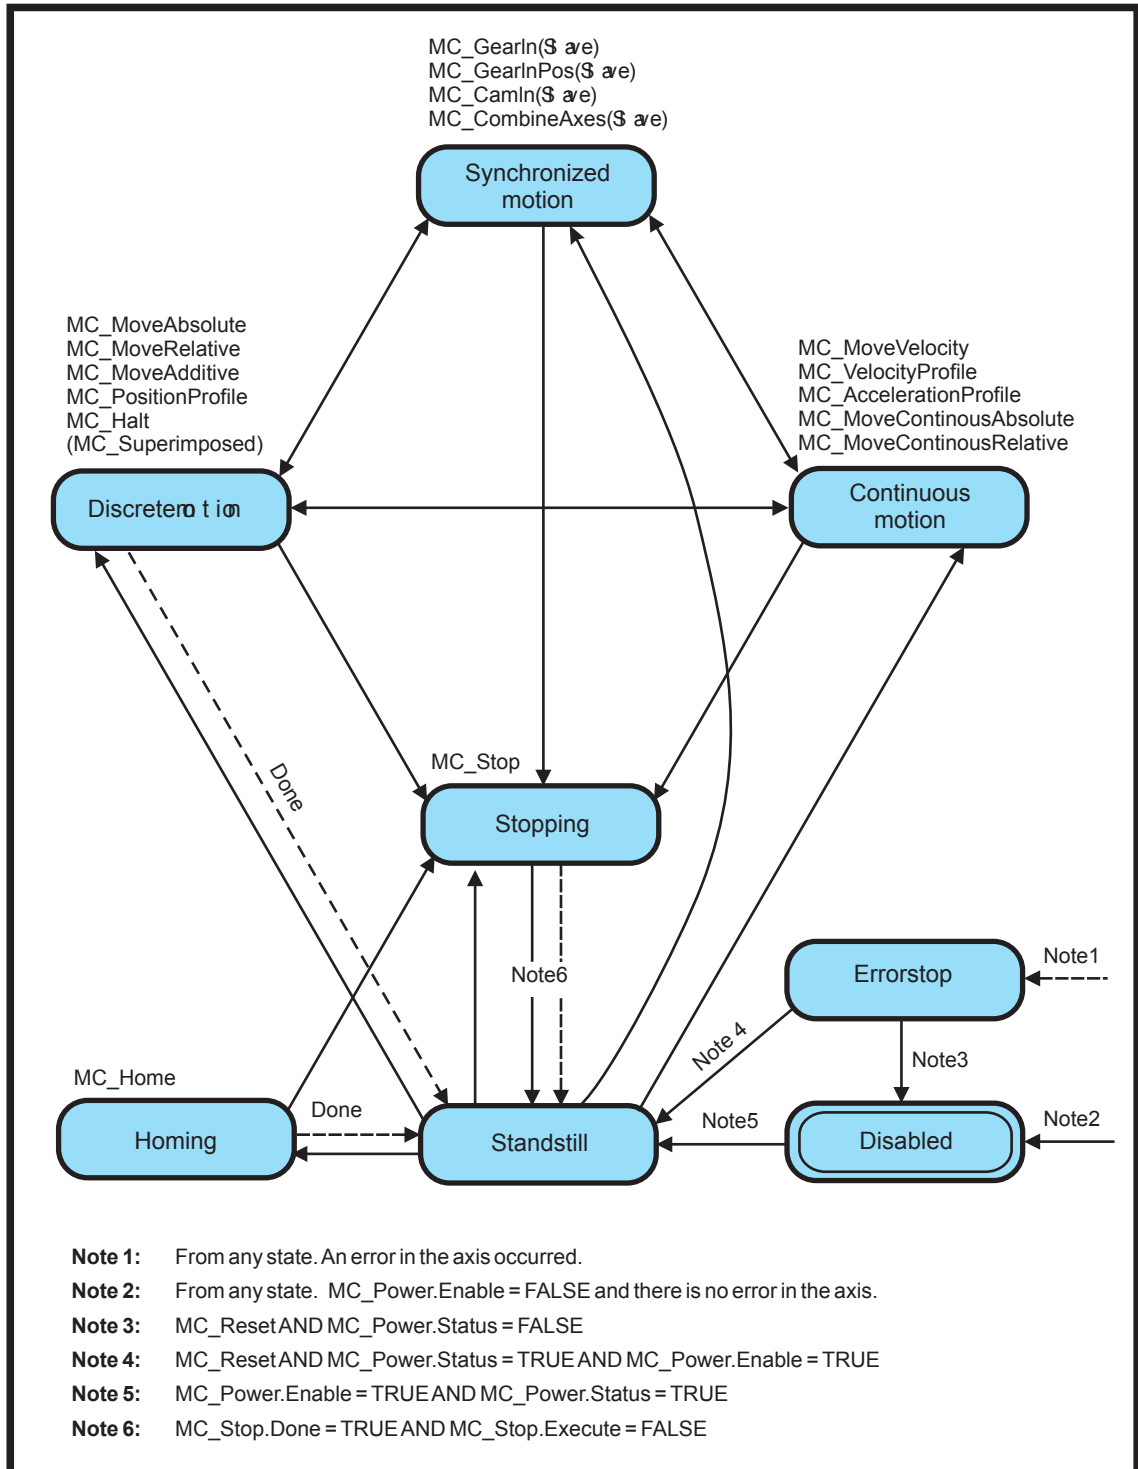 MC_GearIn(Slave)
MC_GearInPos(Slave)
MC_CamIn(Slave)
MC_CombineAxes(Slave)
Synchronized
motion
MC_MoveAbsolute
MC_MoveRelative
MC_MoveAdditive
MC_PositionProfile
MC_Halt
(MC_Superimposed)
MC_MoveVelocity
MC_VelocityProfile
MC_AccelerationProfile
MC_MoveContinousAbsolute
MC_MoveContinousRelative
Discretemotion
Continuous
motion
Done
MC_Stop
Stopping
Note6
Errorstop
Note1
Note 4
Note3
MC_Home
Homing
Done
Standstill
Note5
Disabled
Note2
Note 1: From any state. An error in the axis occurred.
Note 2: From any state. MC_Power.Enable = FALSE and there is no error in the axis.
Note 3: MC_Reset AND MC_Power.Status = FALSE
Note 4: MC_Reset AND MC_Power.Status = TRUE AND MC_Power.Enable = TRUE
Note 5: MC_Power.Enable = TRUE AND MC_Power.Status = TRUE
Note 6: MC_Stop.Done = TRUE AND MC_Stop.Execute = FALSE